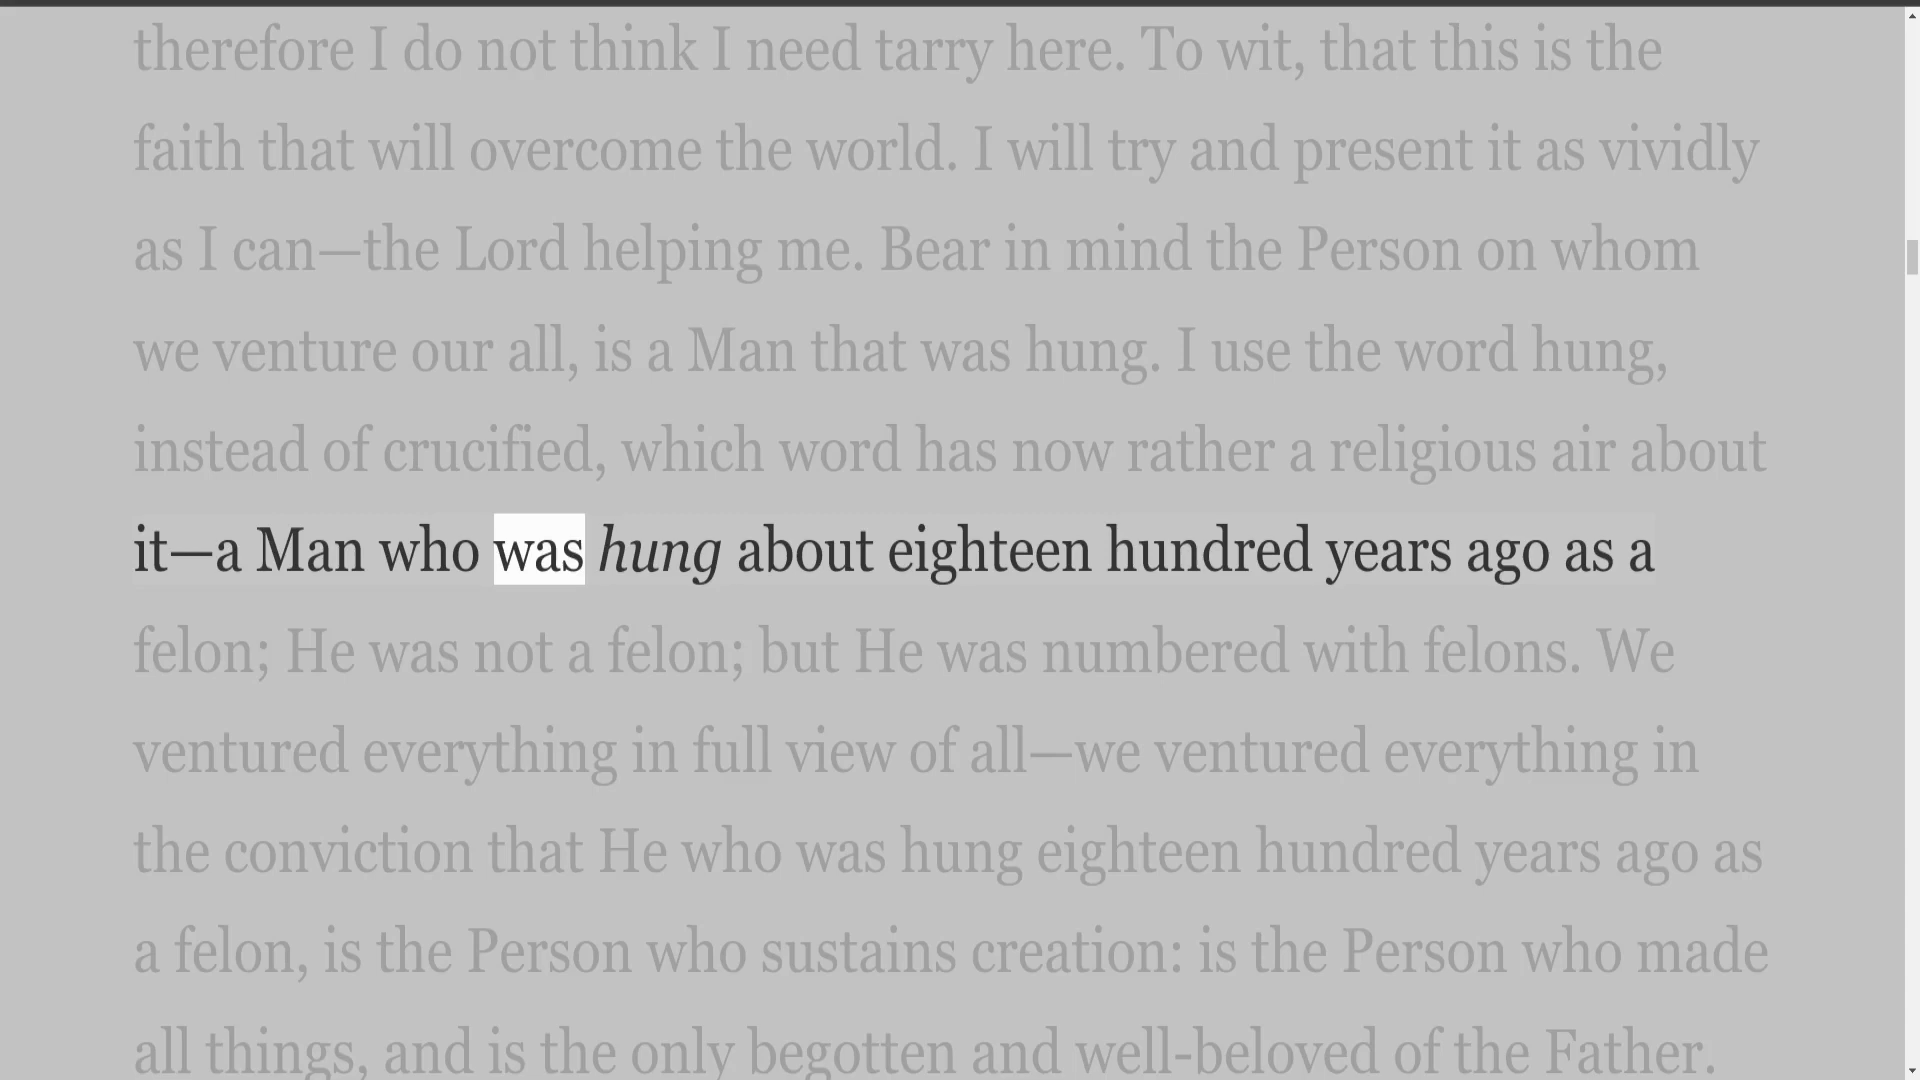 therefore I do not think I need tarry here. To wit, that this is the
faith that will overcome the world. I will try and present it as vividly
as I can—the Lord helping me. Bear in mind the Person on whom
we venture our all, is a Man that was hung. I use the word hung,
instead of crucified, which word has now rather a religious air about
it—a Man who was hung about eighteen hundred years ago as a
felon; He was not a felon; but He was numbered with felons. We
ventured everything in full view of all—we ventured everything in
the conviction that He who was hung eighteen hundred years ago as
a felon, is the Person who sustains creation: is the Person who made
all things, and is the only begotten and well-beloved of the Father.